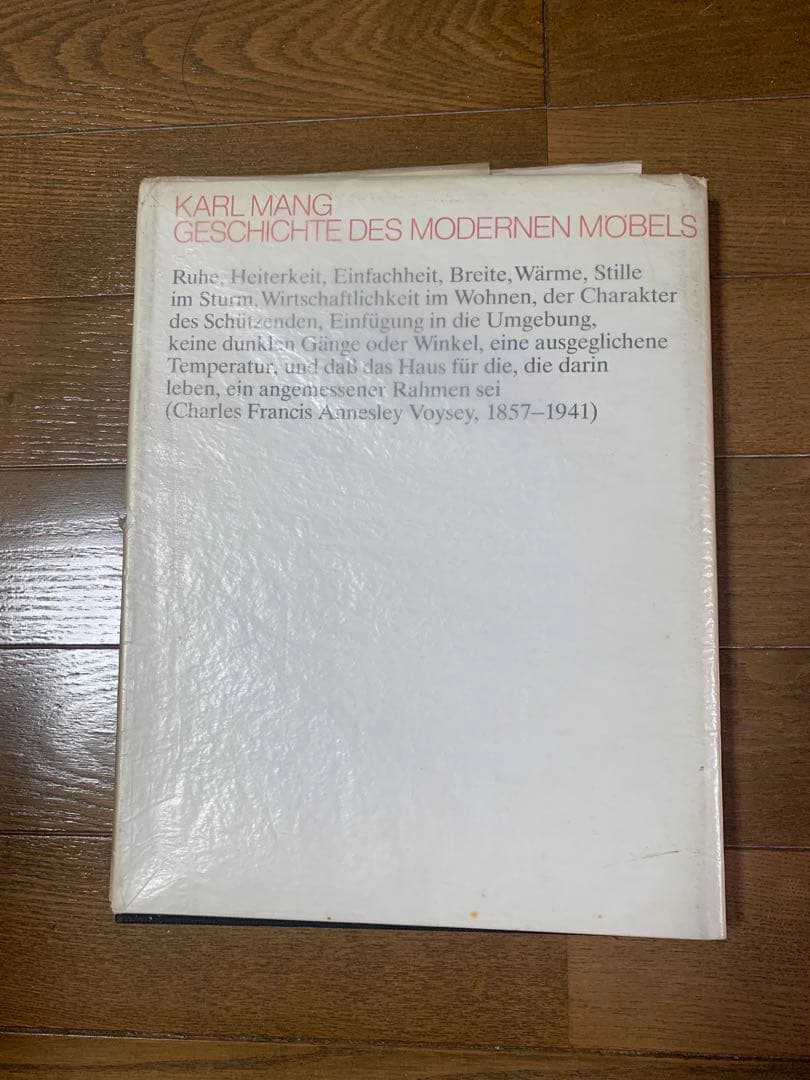 KARL MANG
GESCHICHTE DES MODERNEN MÖBELS
Ruhe, Heiterkeit, Einfachheit, Breite, Wärme, Stille
im Sturm, Wirtschaftlichkeit im Wohnen, der Charakter
des Schützenden, Einfügung in die Umgebung,
keine dunklen Gänge oder Winkel, eine ausgeglichene
Temperatur, und daß das Haus für die, die darin
leben, ein angemessener Rahmen sei
(Charles Francis Annesley Voysey, 1857–1941)